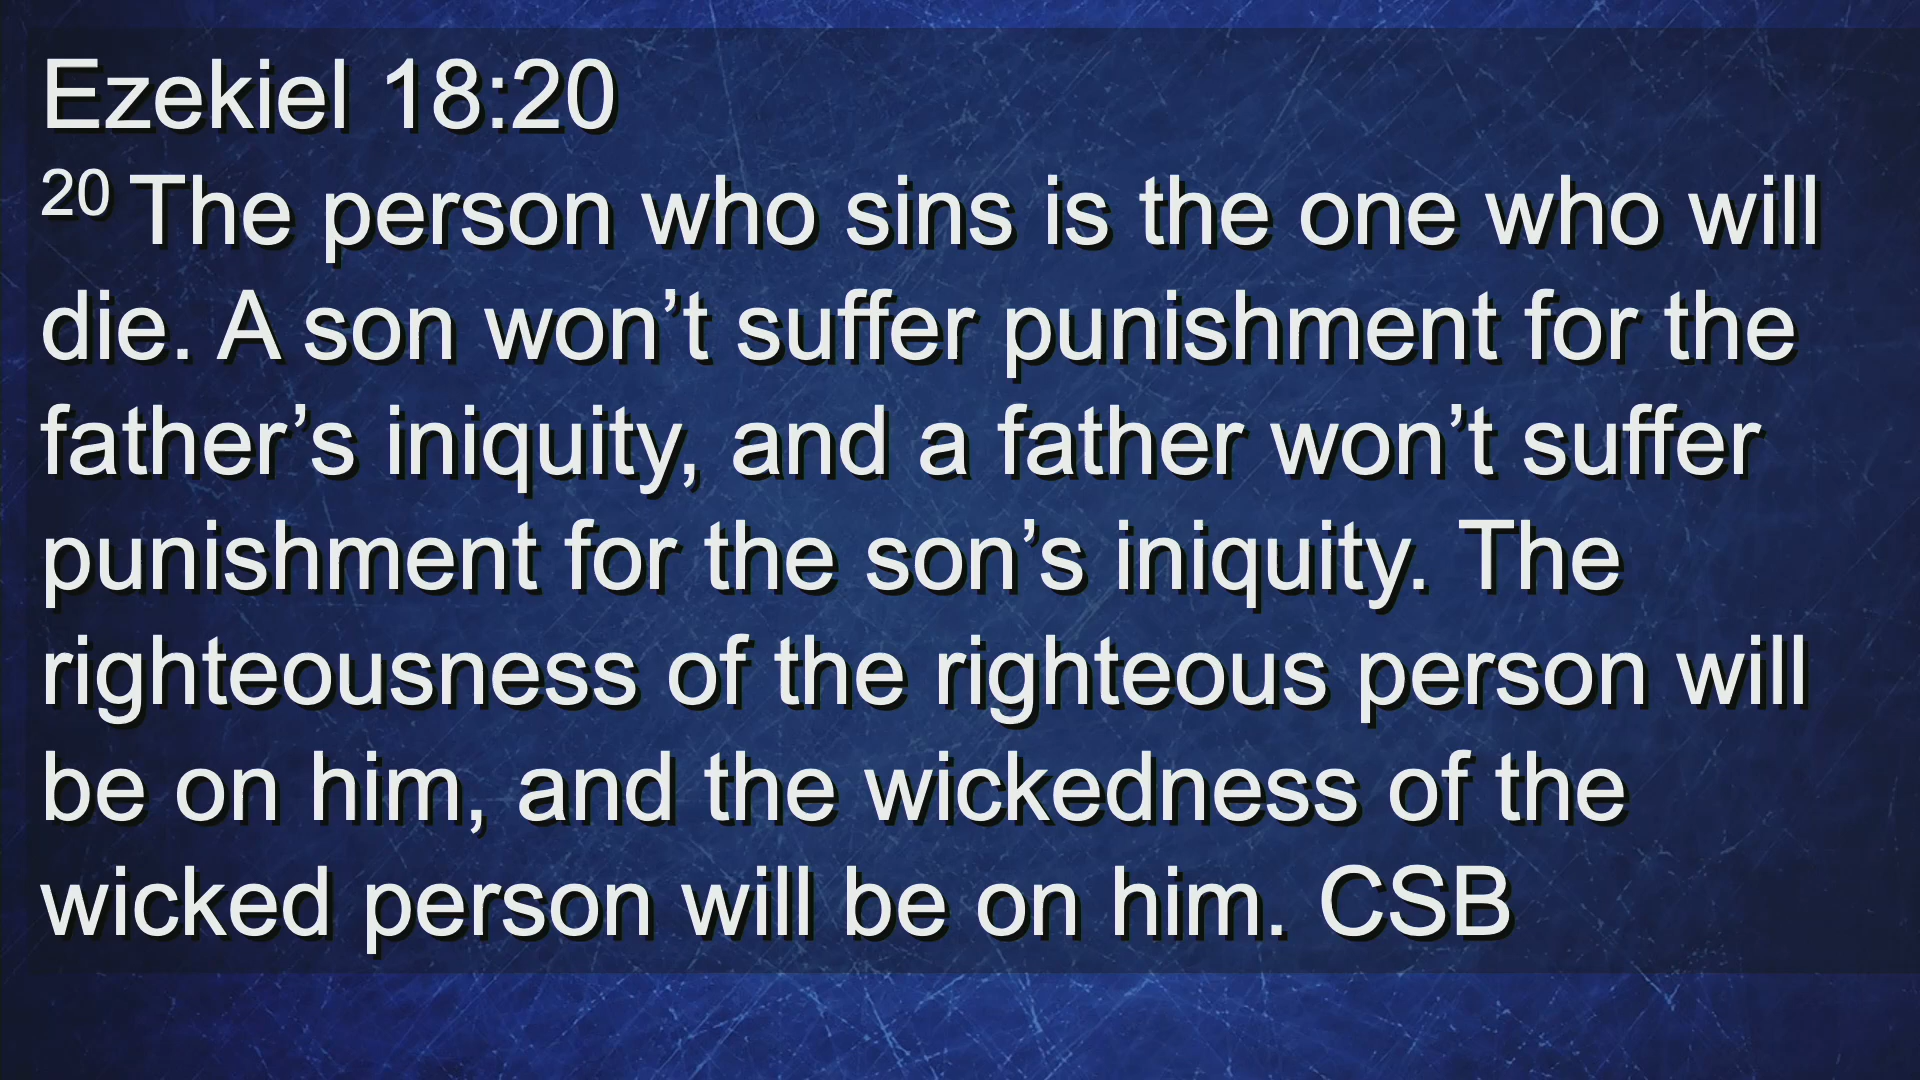 Ezekiel 18:20
20 The person who sins is the one who will
die. A son won’t suffer punishment for the
father’s iniquity, and a father won’t suffer
punishment for the son’s iniquity. The
righteousness of the righteous person will
be on him, and the wickedness of the
wicked person will be on him. CSB